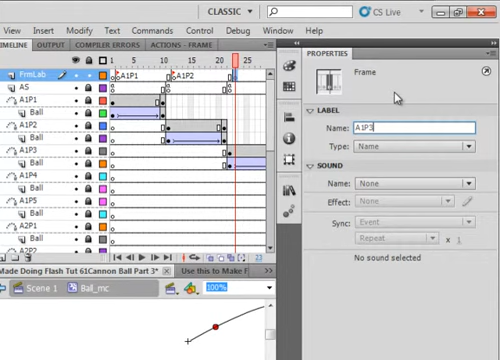 CLASSIC
CS Live
View Insert Modify Text Commands Control Debug Window Help
TIMELINE OUTPUT COMPILER ERRORS ACTIONS - FRAME
PROPERTIES
1 5 10 15 20 25
FrmLab A1P1 A1P2
AS
A1P1
Ball
A1P2
Ball
A1P3
Ball
A1P4
Ball
A1P5
Ball
A2P1
Ball
A2P2
Frame
LABEL
Name: A1P3
Type: Name
SOUND
Name: None
Effect: None
Sync: Event
Repeat x 1
No sound selected
Made Doing Flash Tut 61Cannon Ball Part 3* Use this to Make F
Scene 1 Ball_mc 100%